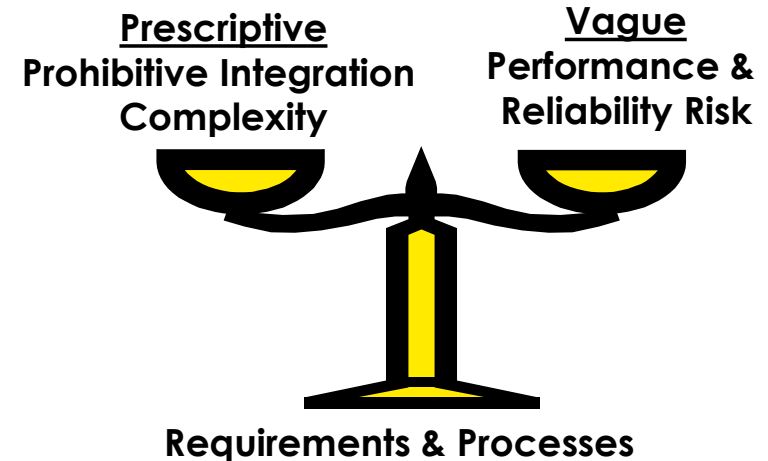 Prescriptive
Prohibitive Integration
Complexity
Vague
Performance &
Reliability Risk
Requirements & Processes